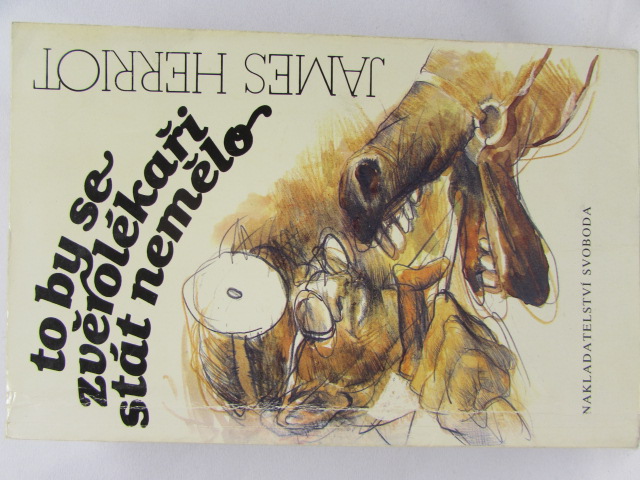 JAMES HERRIOT
to by se
zvěrolékaři
stát nemělo
NAKLADATELSTVÍ SVOBODA